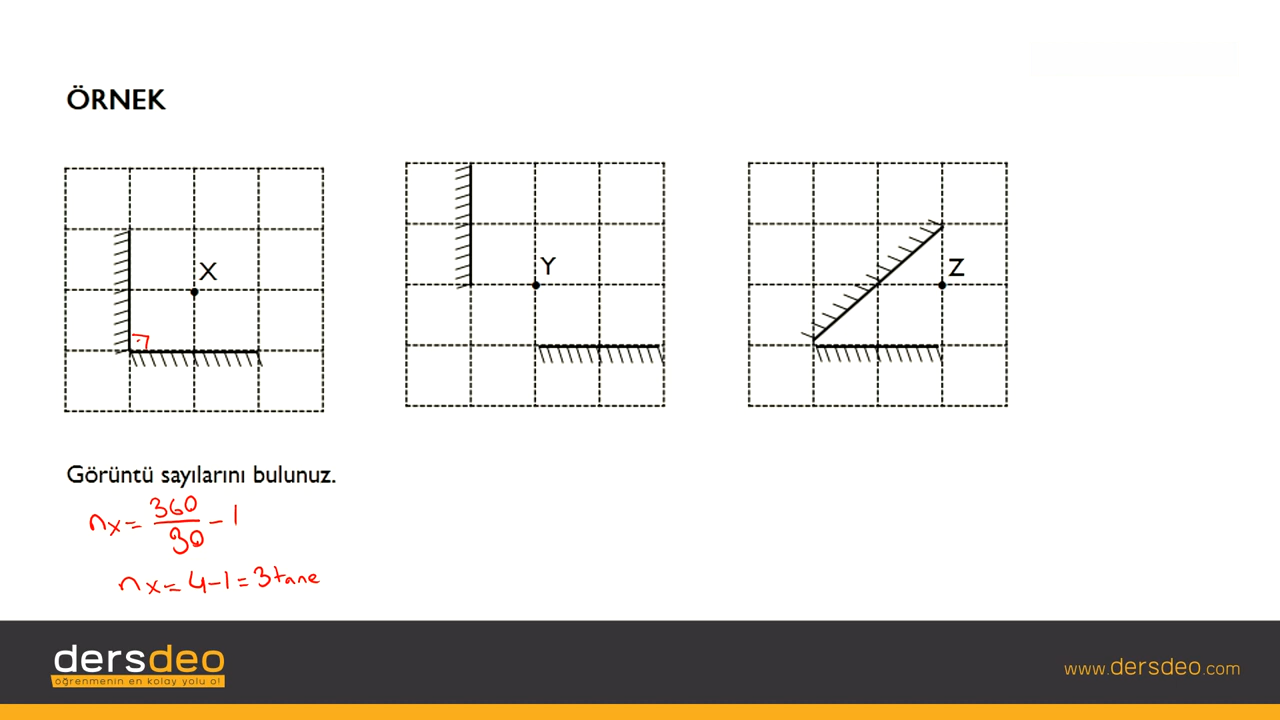 ÖRNEK
X
Y
Z
Görüntü sayılarını bulunuz.
nx = 360/30 - 1
nx = 4-1 = 3 tane
dersdeo
öğrenmenin en kolay yolu o!
www.dersdeo.com